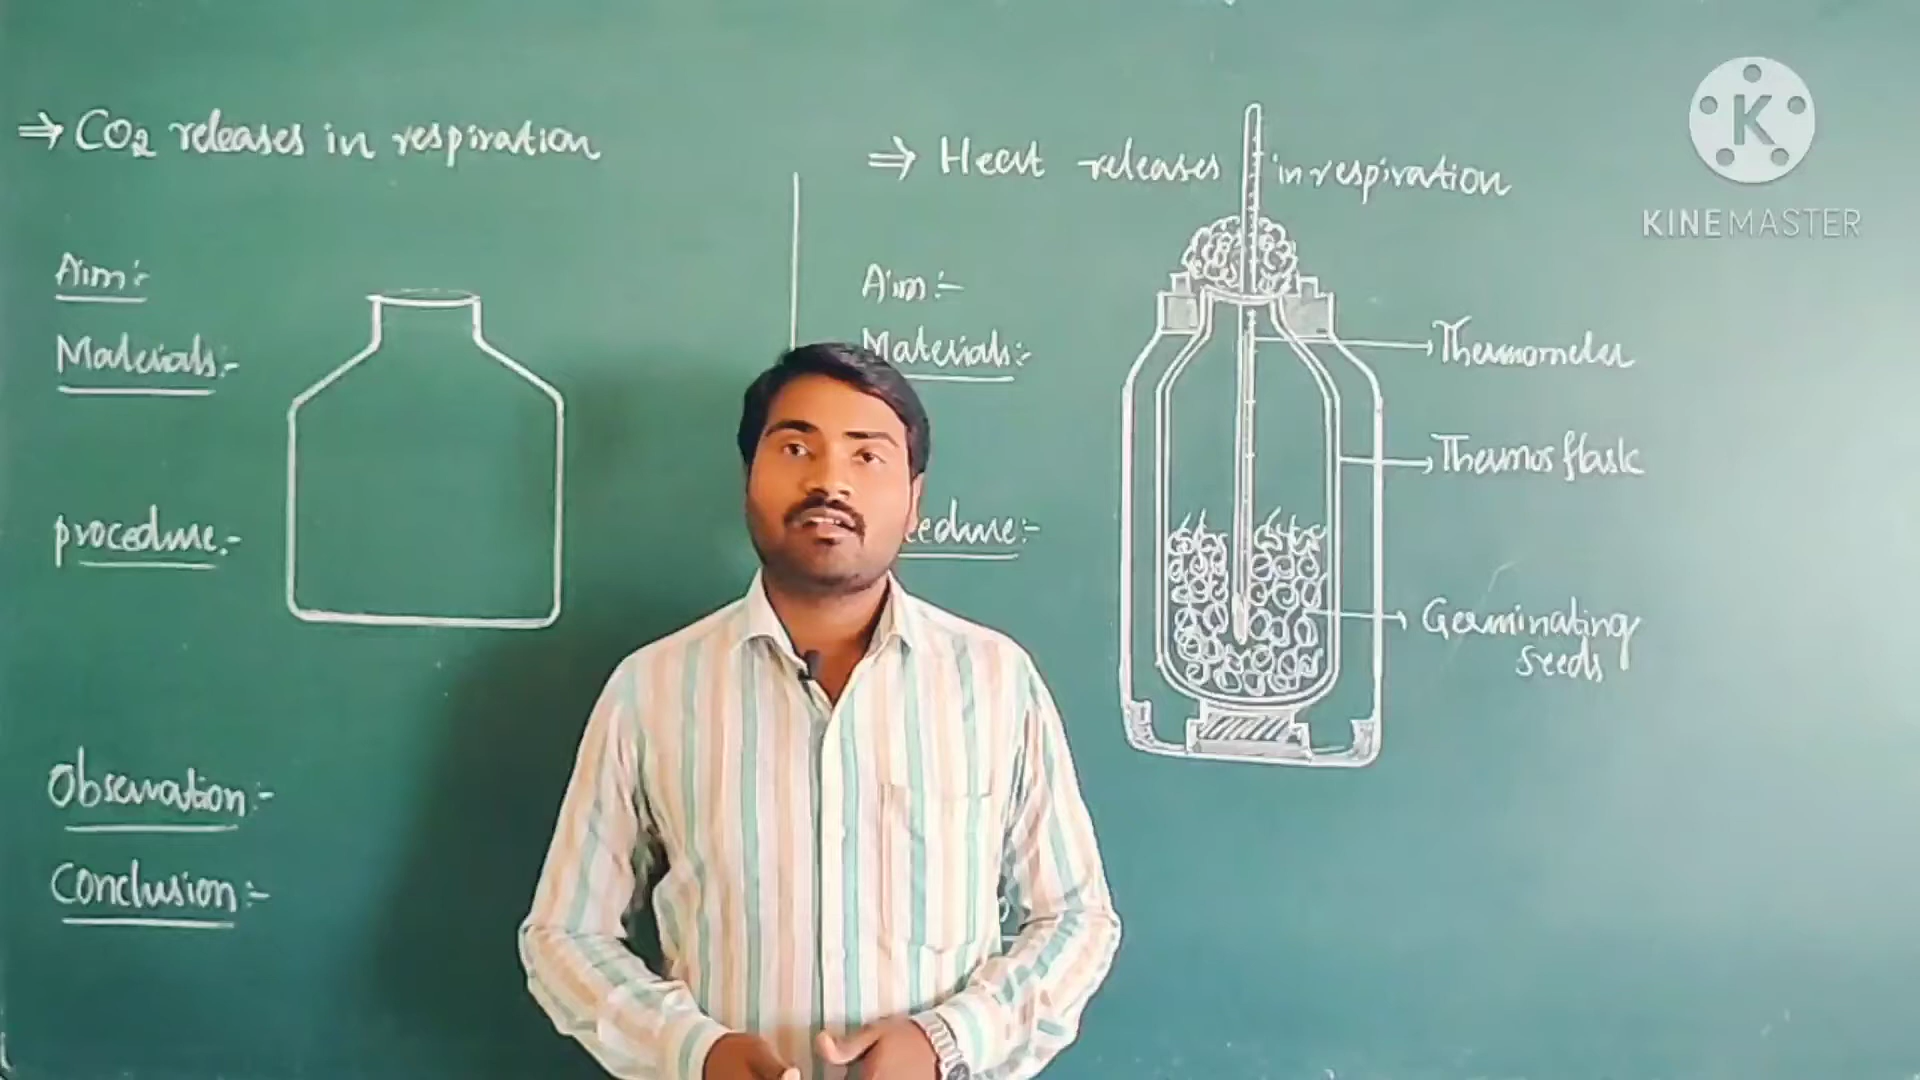 ⇒ CO2 releases in respiration
Aim:-
Materials:-
procedure:-
Observation:-
Conclusion:-
⇒ Heat releases in respiration
Aim:-
Materials:-
cedure:-
Thermometer
Thermos flask
Germinating
seeds
K
KINEMASTER